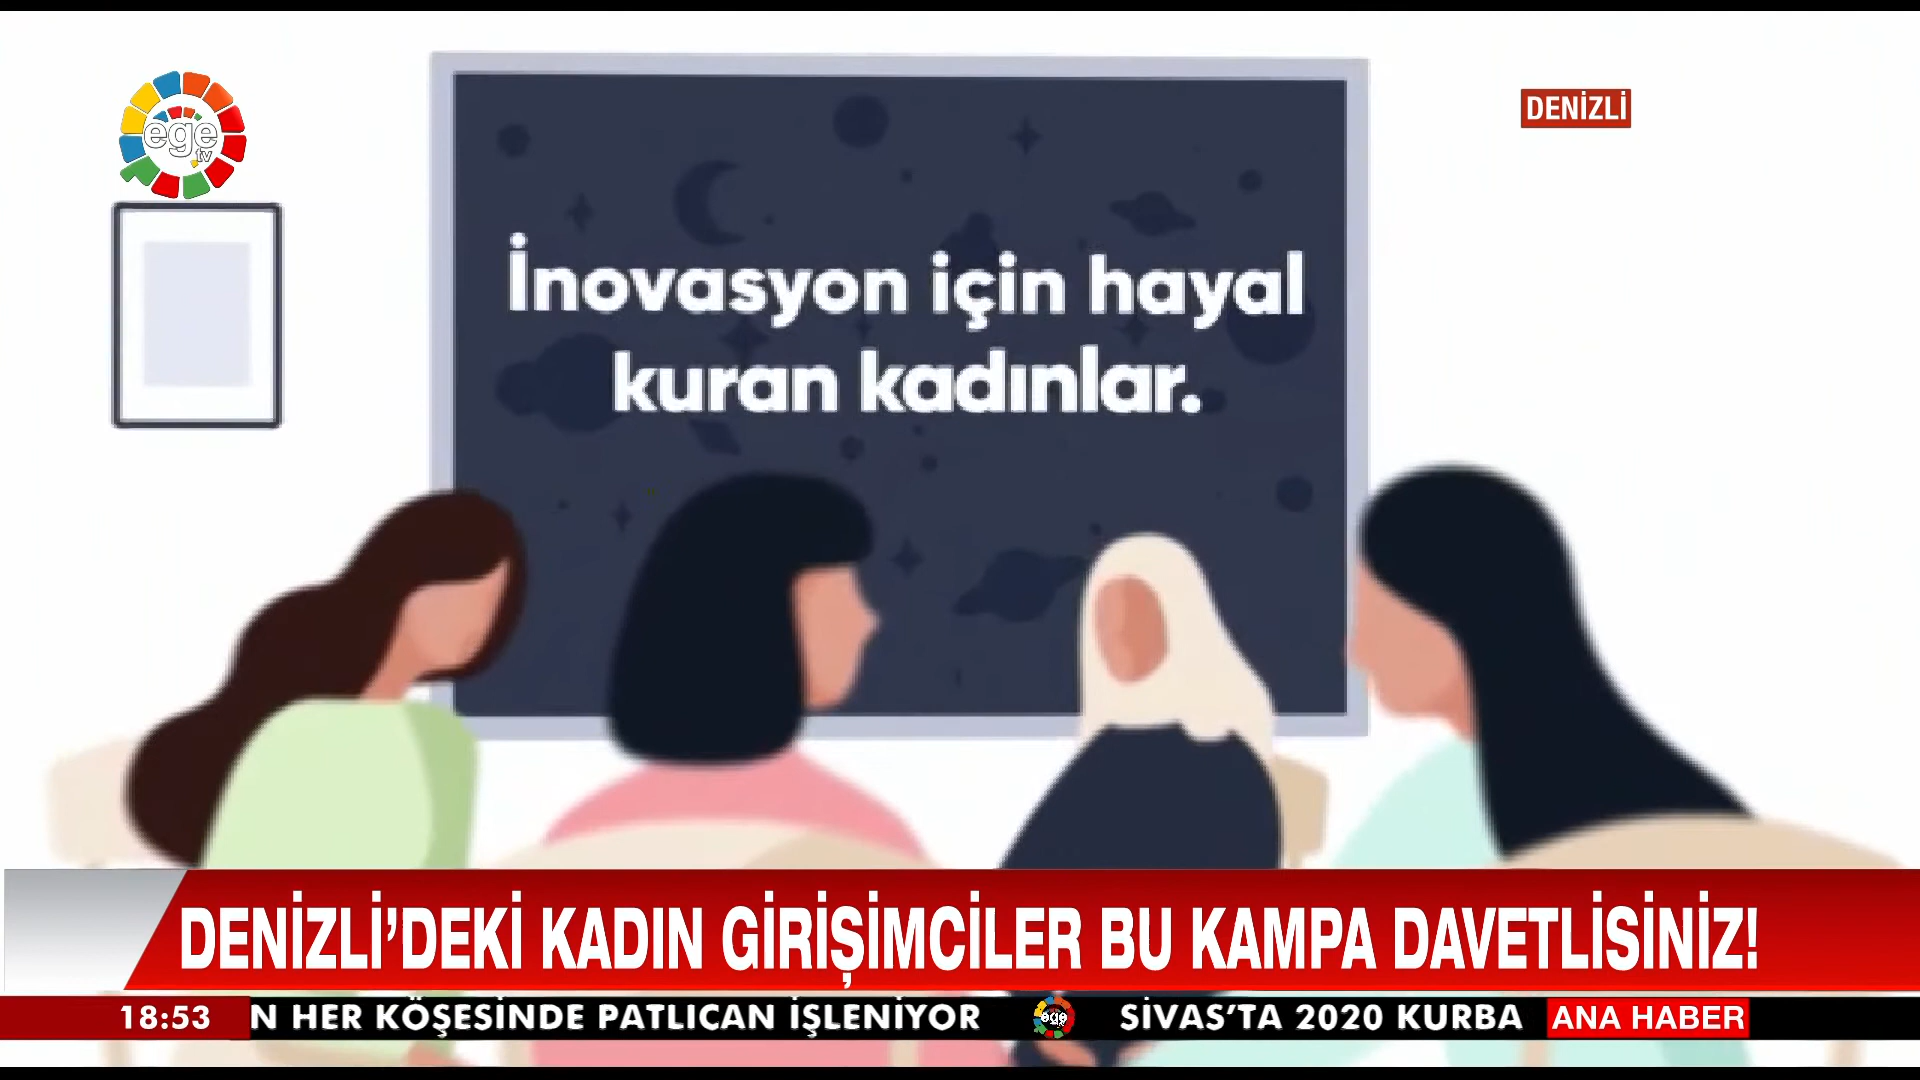 ege
tv
DENİZLİ
İnovasyon için hayal
kuran kadınlar.
DENİZLİ'DEKİ KADIN GİRİŞİMCİLER BU KAMPA DAVETLİSİNİZ!
18:53 N HER KÖŞESİNDE PATLICAN İŞLENİYOR ege SİVAS'TA 2020 KURBA ANA HABER